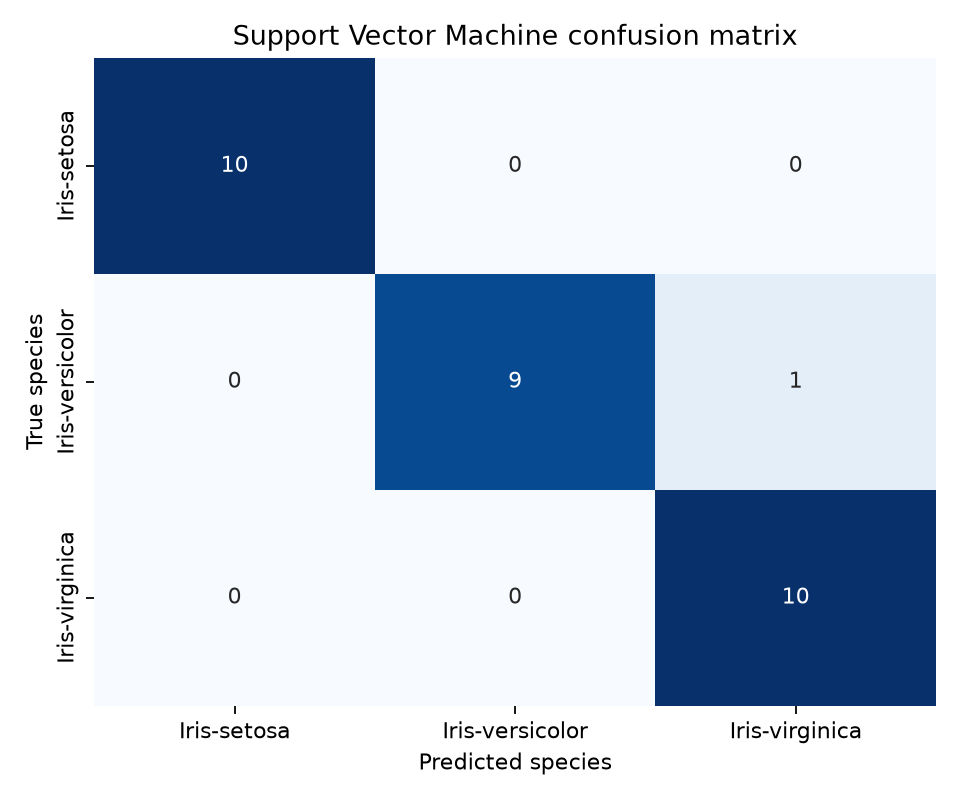 Support Vector Machine confusion matrix
True species
Iris-setosa
10 0 0
Iris-versicolor
0 9 1
Iris-virginica
0 0 10
Iris-setosa Iris-versicolor Iris-virginica
Predicted species